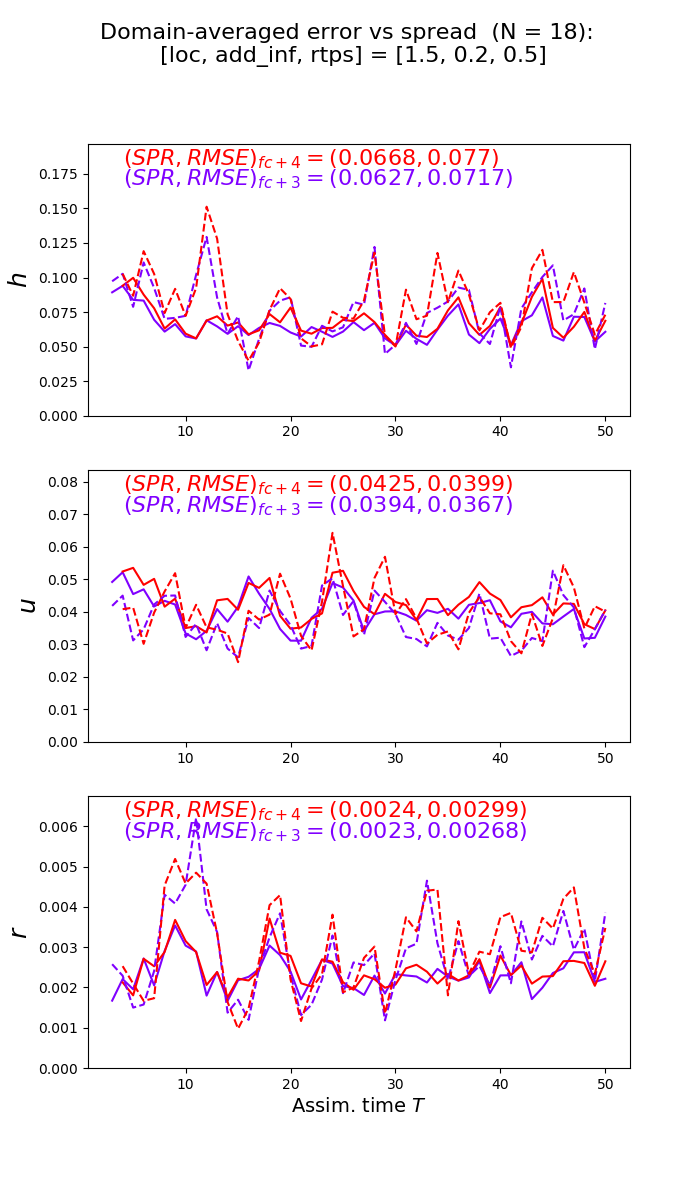 Domain-averaged error vs spread (N = 18):
[loc, add_inf, rtps] = [1.5, 0.2, 0.5]
(SPR, RMSE)fc+4 = (0.0668, 0.077)
(SPR, RMSE)fc+3 = (0.0627, 0.0717)
0.175
0.150
0.125
0.100
0.075
0.050
0.025
0.000
h
10 20 30 40 50
(SPR, RMSE)fc+4 = (0.0425, 0.0399)
(SPR, RMSE)fc+3 = (0.0394, 0.0367)
0.08
0.07
0.06
0.05
0.04
0.03
0.02
0.01
0.00
u
10 20 30 40 50
(SPR, RMSE)fc+4 = (0.0024, 0.00299)
(SPR, RMSE)fc+3 = (0.0023, 0.00268)
0.006
0.005
0.004
0.003
0.002
0.001
0.000
r
10 20 30 40 50
Assim. time T